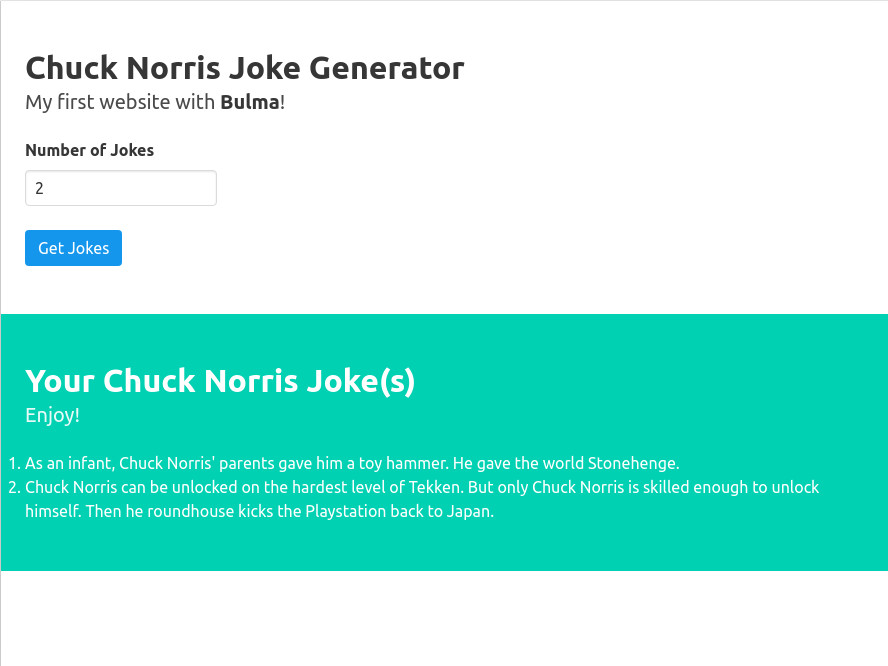 Chuck Norris Joke Generator
My first website with Bulma!
Number of Jokes
2
Get Jokes
Your Chuck Norris Joke(s)
Enjoy!
1. As an infant, Chuck Norris' parents gave him a toy hammer. He gave the world Stonehenge.
2. Chuck Norris can be unlocked on the hardest level of Tekken. But only Chuck Norris is skilled enough to unlock
himself. Then he roundhouse kicks the Playstation back to Japan.